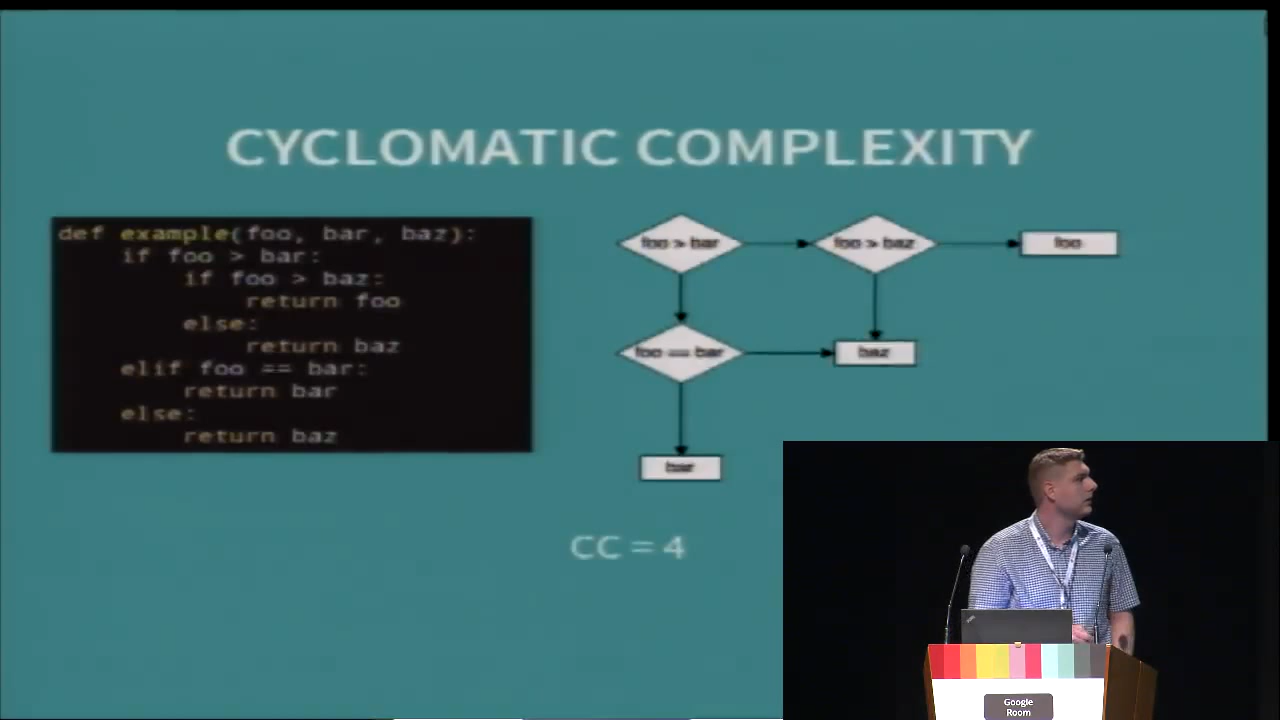 CYCLOMATIC COMPLEXITY
def example(foo, bar, baz):
    if foo > bar:
        if foo > baz:
            return foo
        else:
            return baz
    elif foo == bar:
        return bar
    else:
        return baz
foo > bar
foo > baz
foo
foo == bar
baz
bar
CC = 4
Google
Room